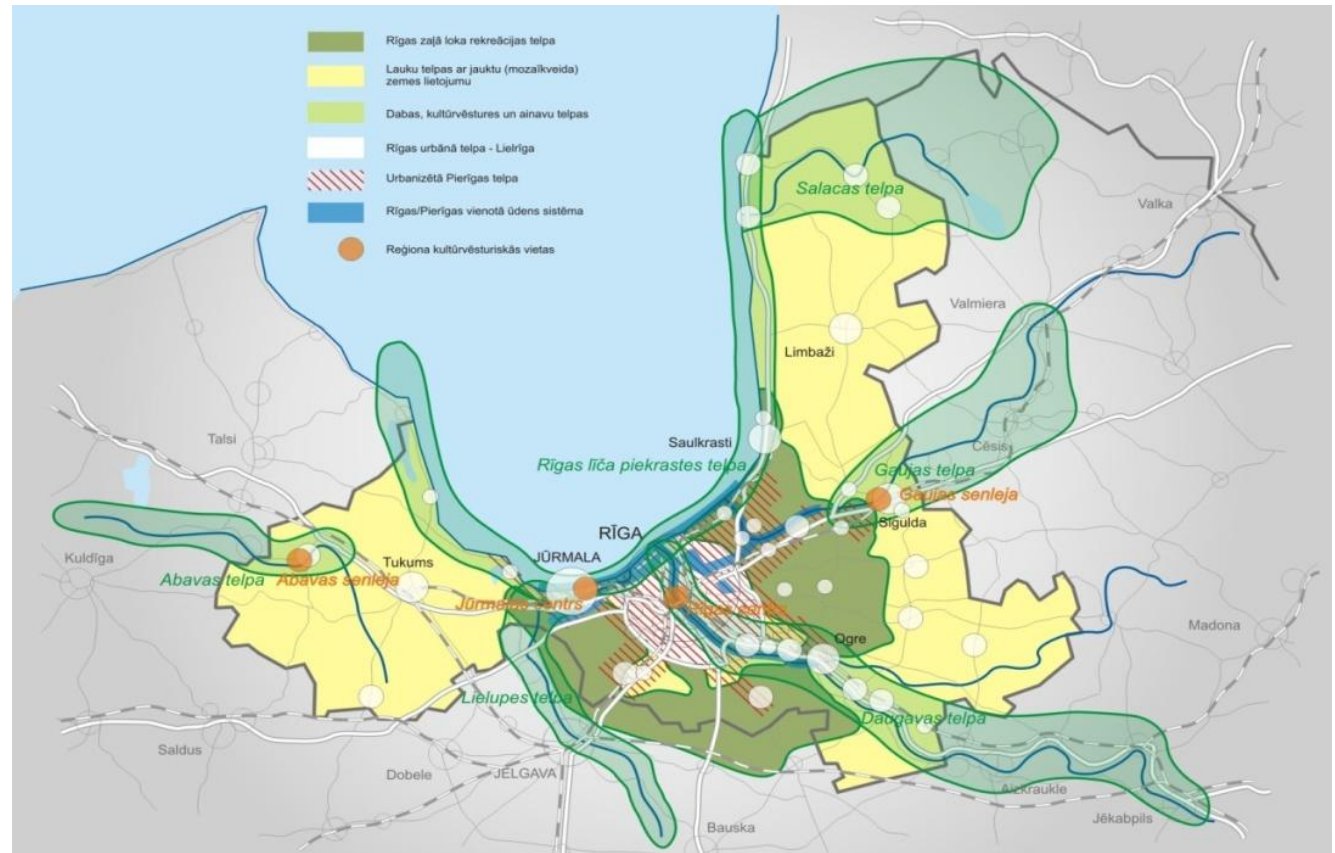 Rīgas zaļā loka rekreācijas telpa
Lauku telpas ar jauktu (mozaīkveida)
zemes lietojumu
Dabas, kultūrvēstures un ainavu telpas
Rīgas urbānā telpa - Lielrīga
Urbanizētā Pierīgas telpa
Rīgas/Pierīgas vienotā ūdens sistēma
Reģiona kultūrvēsturiskās vietas
Salacas telpa
Valka
Valmiera
Limbaži
Talsi
Saulkrasti
Cēsis
Rīgas līča piekrastes telpa
Gaujas telpa
Gaujas senleja
Sigulda
RĪGA
Kuldīga
JŪRMALA
Tukums
Abavas telpa
Abavas senleja
Jūrmalas centrs
Madona
Ogre
Lielupes telpa
Daugavas telpa
Saldus
Dobele
JELGAVA
Aizkraukle
Bauska
Jēkabpils